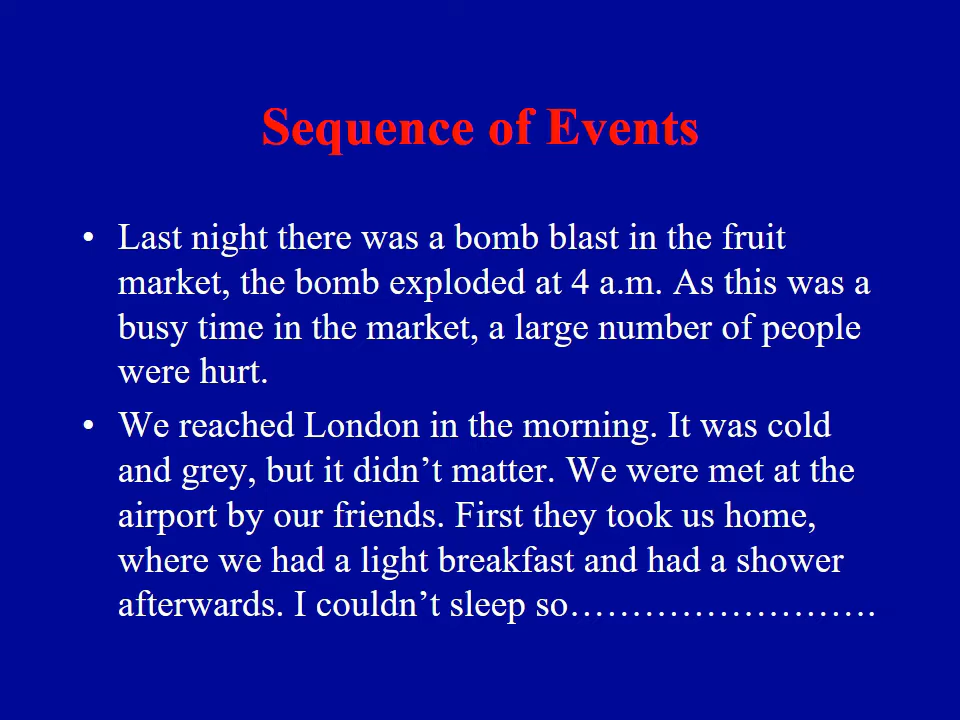 Sequence of Events
• Last night there was a bomb blast in the fruit
market, the bomb exploded at 4 a.m. As this was a
busy time in the market, a large number of people
were hurt.
• We reached London in the morning. It was cold
and grey, but it didn’t matter. We were met at the
airport by our friends. First they took us home,
where we had a light breakfast and had a shower
afterwards. I couldn’t sleep so…………………….